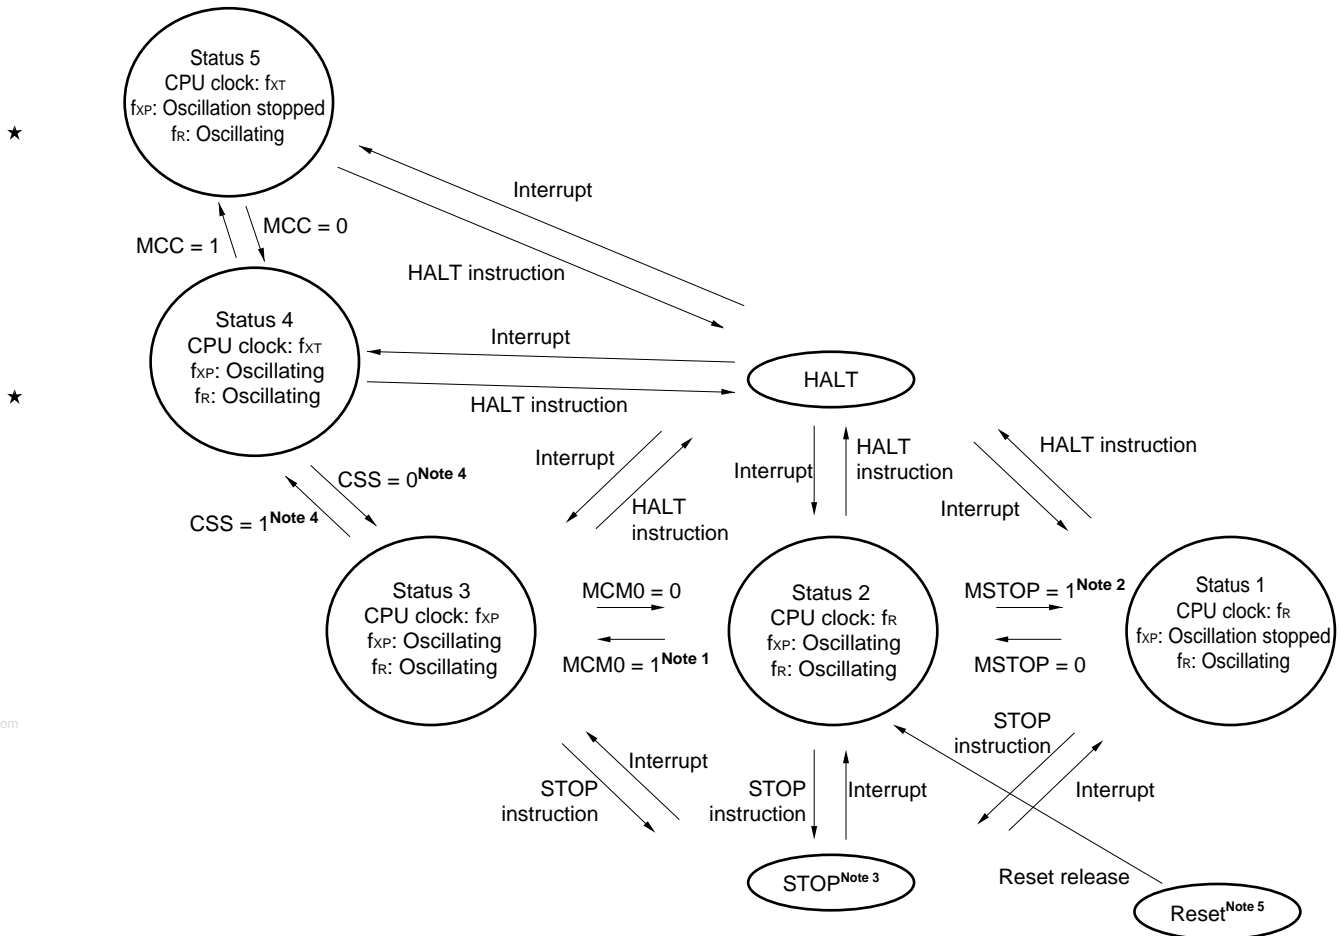 Status 5
CPU clock: fXT
fXP: Oscillation stopped
fR: Oscillating
★
Interrupt
MCC = 0
MCC = 1
HALT instruction
Status 4
CPU clock: fXT
fXP: Oscillating
fR: Oscillating
★
Interrupt
HALT instruction
HALT
Interrupt
HALT
instruction
Interrupt
HALT
instruction
HALT instruction
Interrupt
CSS = 0Note 4
CSS = 1Note 4
Status 3
CPU clock: fXP
fXP: Oscillating
fR: Oscillating
MCM0 = 0
MCM0 = 1Note 1
Status 2
CPU clock: fR
fXP: Oscillating
fR: Oscillating
MSTOP = 1Note 2
MSTOP = 0
Status 1
CPU clock: fR
fXP: Oscillation stopped
fR: Oscillating
om
STOP
instruction
Interrupt
STOP
instruction
Interrupt
STOP
instruction
Interrupt
STOPNote 3
Reset release
ResetNote 5